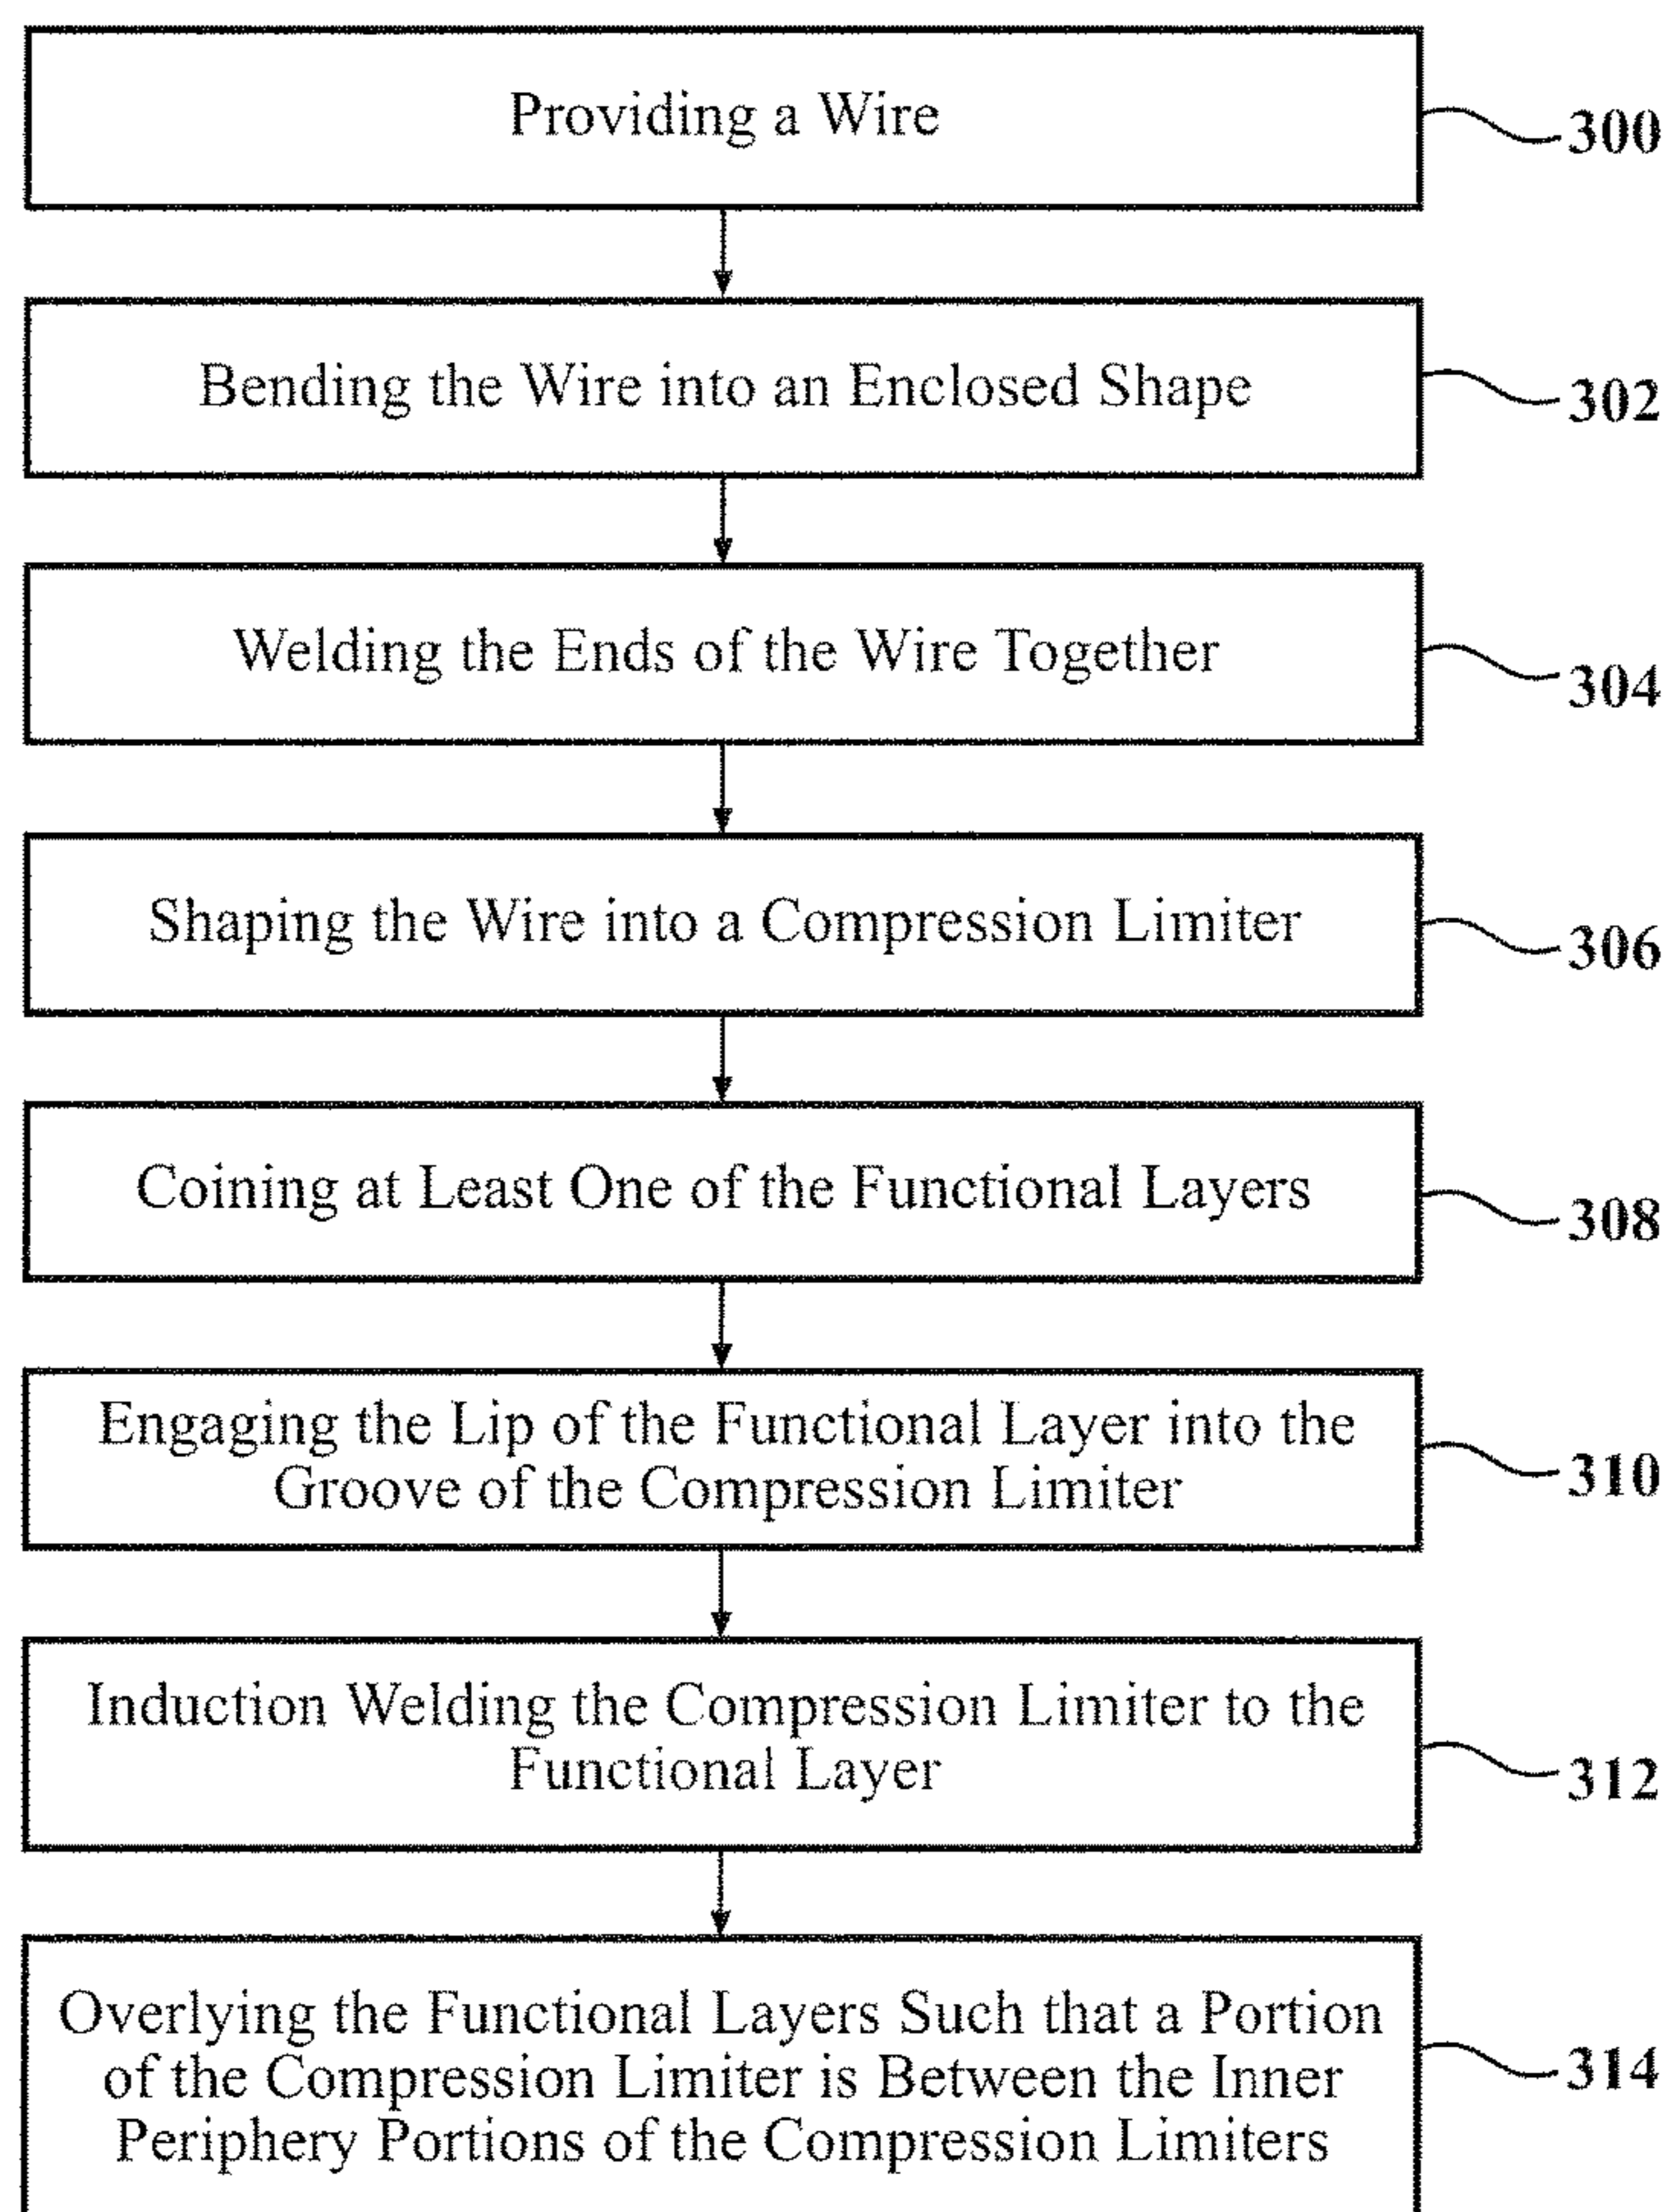 Providing a Wire
300
Bending the Wire into an Enclosed Shape
302
Welding the Ends of the Wire Together
304
Shaping the Wire into a Compression Limiter
306
Coining at Least One of the Functional Layers
308
Engaging the Lip of the Functional Layer into the
Groove of the Compression Limiter
310
Induction Welding the Compression Limiter to the
Functional Layer
312
Overlying the Functional Layers Such that a Portion
of the Compression Limiter is Between the Inner
Periphery Portions of the Compression Limiters
314